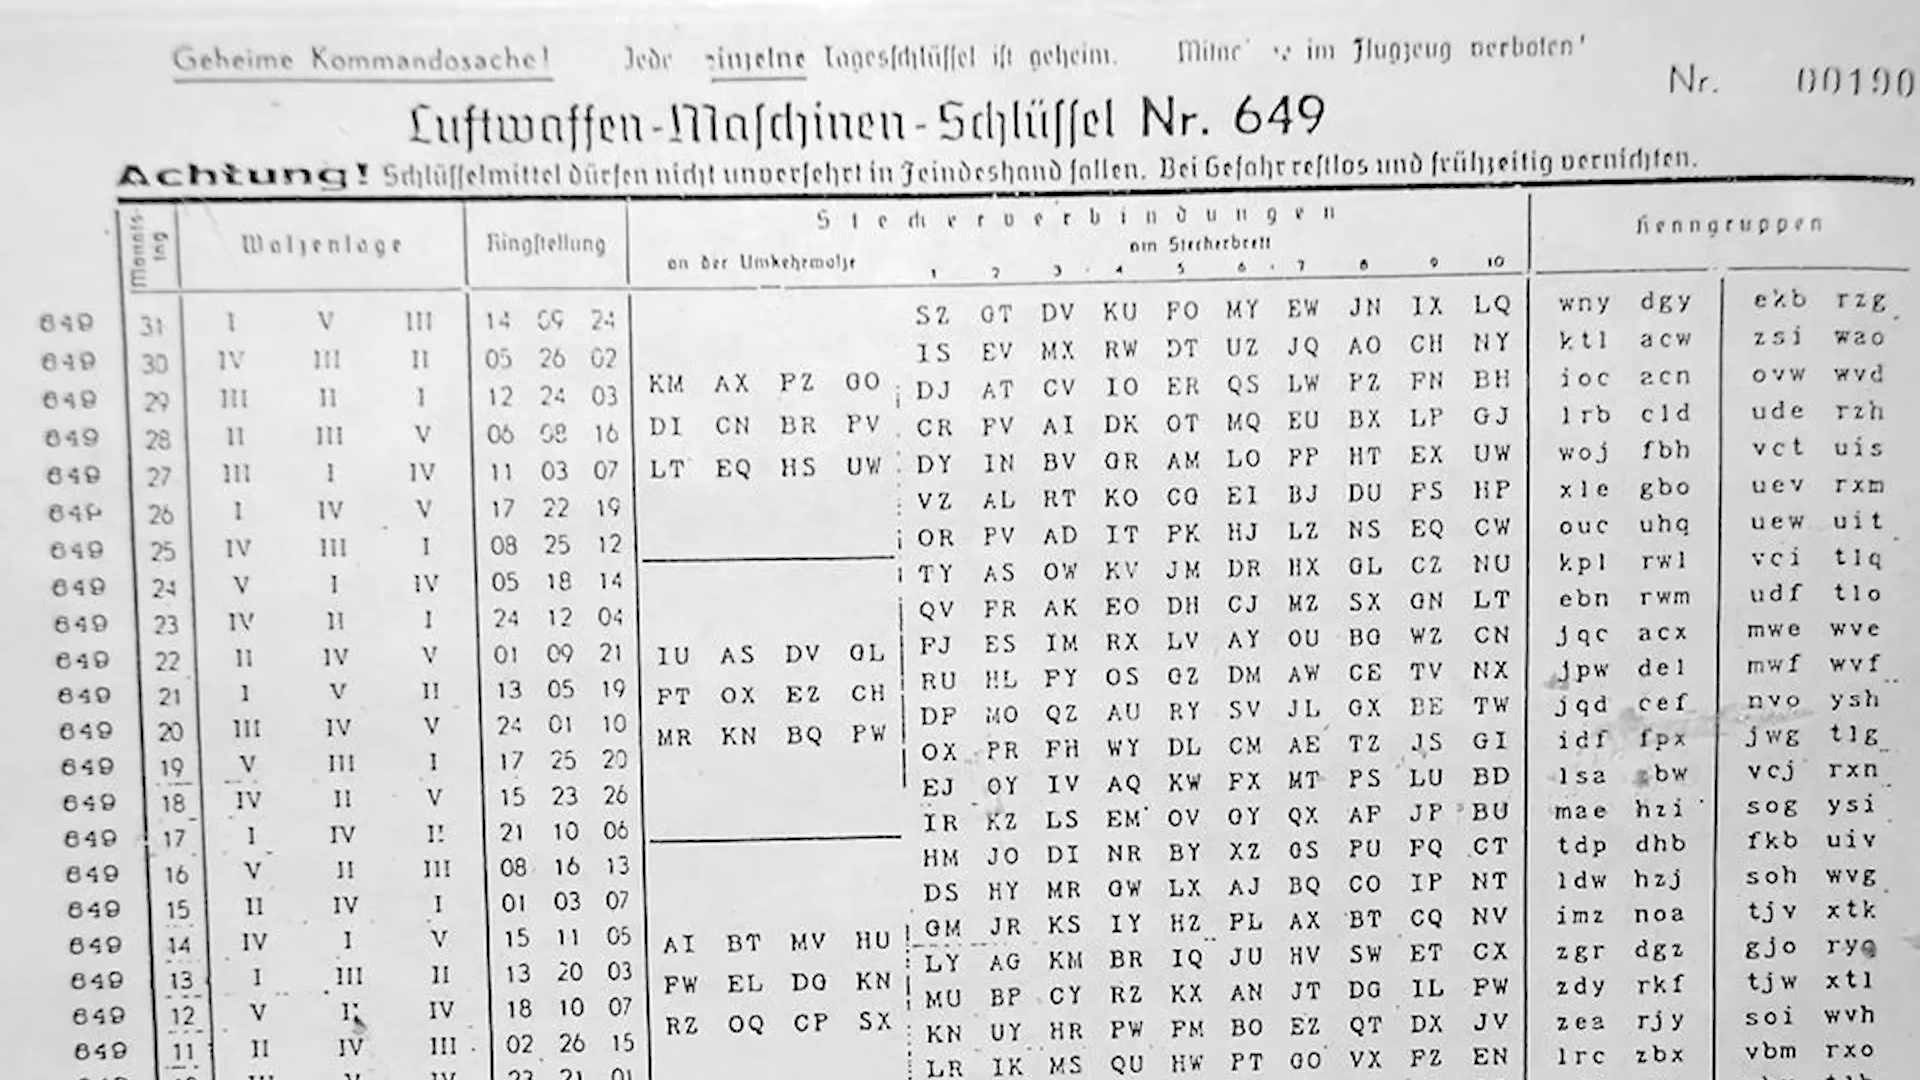 Geheime Kommandosache! Jede einzelne Tagesschlüssel ist geheim. im Flugzeug verboten!
Nr. 00190
Luftwaffen-Maschinen-Schlüssel Nr. 649
Achtung! Schlüsselmittel dürfen nicht unversehrt in Feindeshand fallen. Bei Gefahr restlos und frühzeitig vernichten.
Monatstag Walzenlage Ringstellung Steckerverbindungen Kenngruppen
an der Umkehrwalze am Steckerbrett
1 2 3 4 5 6 7 8 9 10
649 31 I V III 14 09 24 SZ GT DV KU FO MY EW JN IX LQ wny dgy ekb rzg
649 30 IV III II 05 26 02 IS EV MX RW DT UZ JQ AO CH NY ktl acw zsi wao
649 29 III II I 12 24 03 KM AX FZ GO DJ AT CV IO ER QS LW PZ FN BH ioc acn ovw wvd
649 28 II III V 06 08 16 DI CN BR PV CR FV AI DK OT MQ EU BX LP GJ lrb cld ude rzh
649 27 III I IV 11 03 07 LT EQ HS UW DY IN BV GR AM LO PP HT EX UW woj fbh vct uis
649 26 I IV V 17 22 19 VZ AL RT KO CG EI BJ DU FS HP xle gbo uev rxm
649 25 IV III I 08 25 12 OR PV AD IT FK HJ LZ NS EQ CW ouc uhq uew uit
649 24 V I IV 05 18 14 TY AS OW KV JM DR HX GL CZ NU kpl rwl vci tlq
649 23 IV II I 24 12 04 QV FR AK EO DH CJ MZ SX GN LT ebn rwm udf tlo
649 22 II IV V 01 09 21 IU AS DV GL FJ ES IM RX LV AY OU BG WZ CN jqc acx mwe wve
649 21 I V II 13 05 19 PT OX EZ CH RU HL PY OS GZ DM AW CE TV NX jpw del mwf wvf
649 20 III IV V 24 01 10 MR KN BQ PW DF MO QZ AU RY SV JL GX BE TW jqd cef nvo ysh
649 19 V III I 17 25 20 OX PR FH WY DL CM AE TZ JS GI idf fpx jwg tlg
649 18 IV II V 15 23 26 EJ OY IV AQ KW FX MT PS LU BD lsa bw vcj rxn
649 17 I IV II 21 10 06 IR KZ LS EM OV GY QX AF JP BU mae hzi sog ysi
649 16 V II III 08 16 13 HM JO DI NR BY XZ GS PU FQ CT tdp dhb fkb uiv
649 15 II IV I 01 03 07 DS HY MR GW LX AJ BQ CO IP NT ldw hzj soh wvg
649 14 IV I V 15 11 05 AI BT MV HU GM JR KS IY HZ PL AX BT CQ NV imz noa tjv xtk
649 13 I III II 13 20 03 FW EL DG KN LY AG KM BR IQ JU HV SW ET CX zgr dgz gjo ryq
649 12 V II IV 18 10 07 RZ OQ CP SX MU BP CY RZ KX AN JT DG IL PW zdy rkf tjw xtl
649 11 II IV III 02 26 15 KN UY HR PW FM BO EZ QT DX JV zea rjy soi wvh
LR IK MS QU HW PT GO VX FZ EN lrc zbx vbm rxo